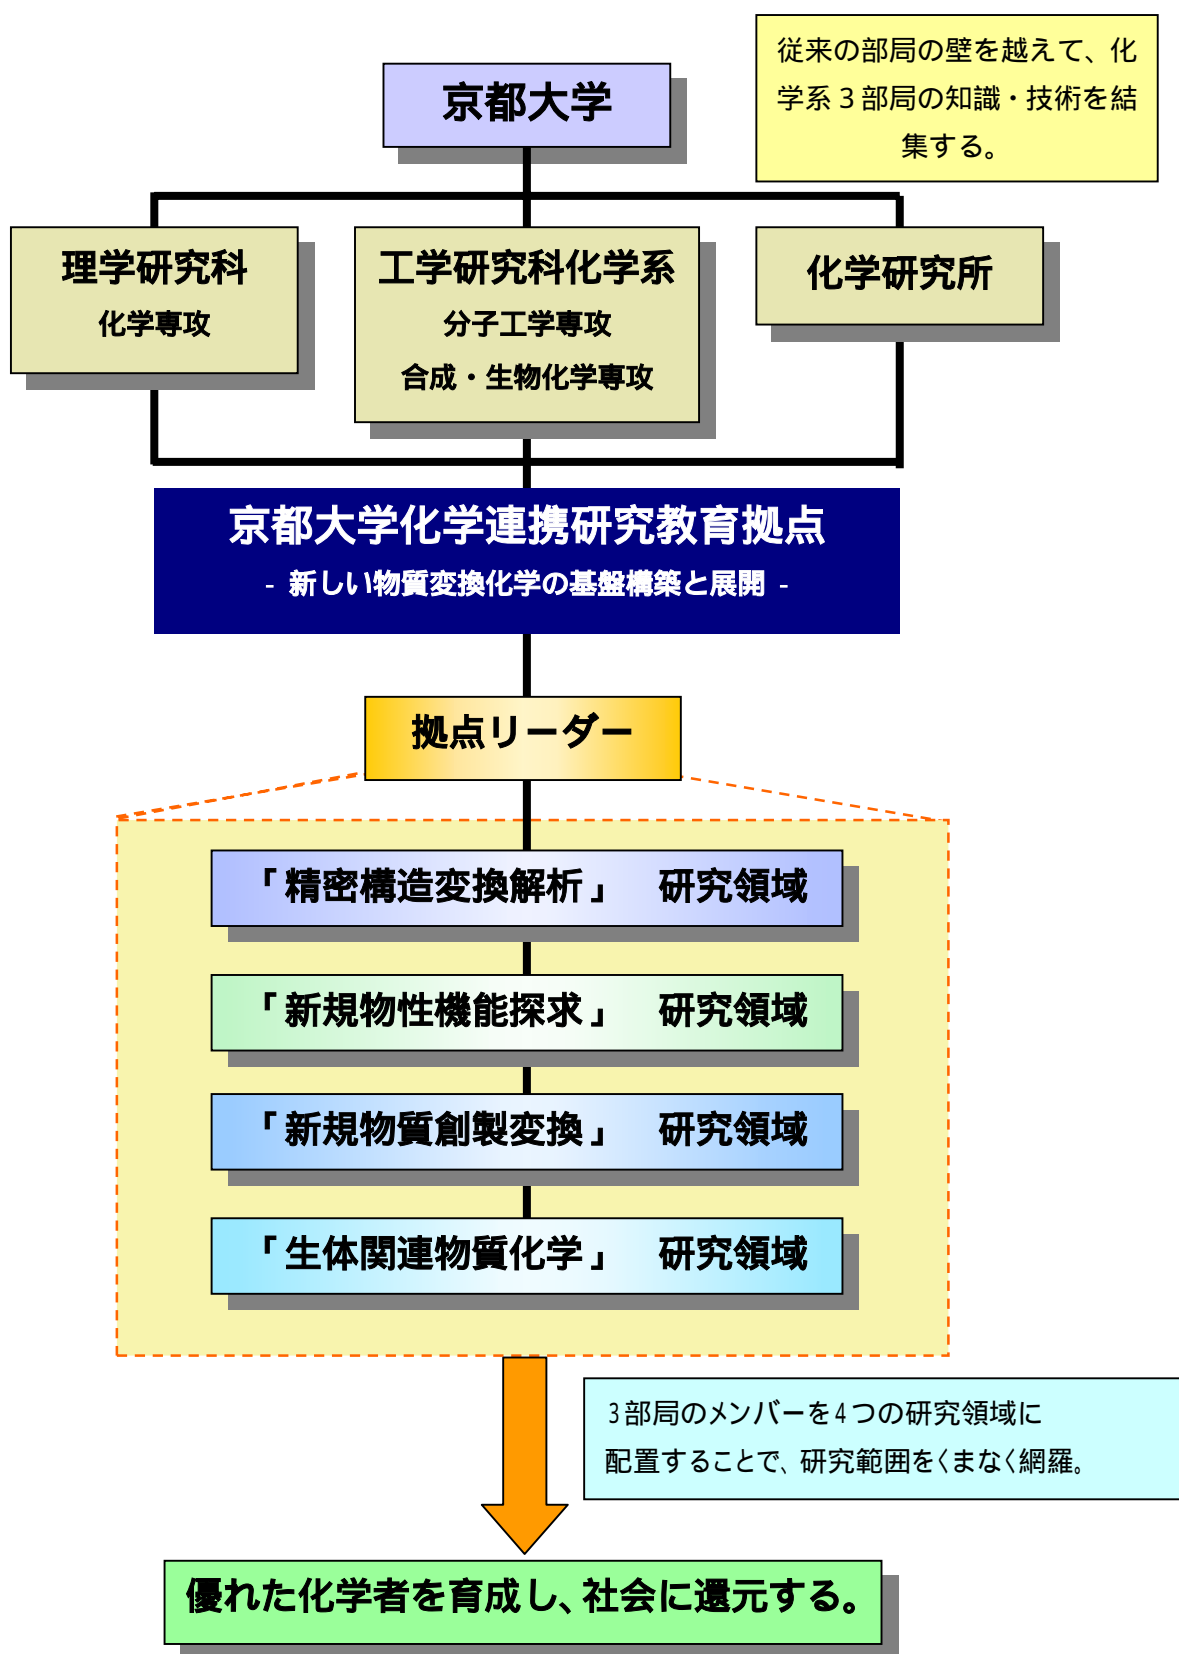 従来の部局の壁を越えて、化
学系３部局の知識・技術を結
集する。
京都大学
理学研究科
化学専攻
工学研究科化学系
分子工学専攻
合成・生物化学専攻
化学研究所
京都大学化学連携研究教育拠点
- 新しい物質変換化学の基盤構築と展開 -
拠点リーダー
「精密構造変換解析」　研究領域
「新規物性機能探求」　研究領域
「新規物質創製変換」　研究領域
「生体関連物質化学」　研究領域
3部局のメンバーを4つの研究領域に
配置することで、研究範囲をくまなく網羅。
優れた化学者を育成し、社会に還元する。